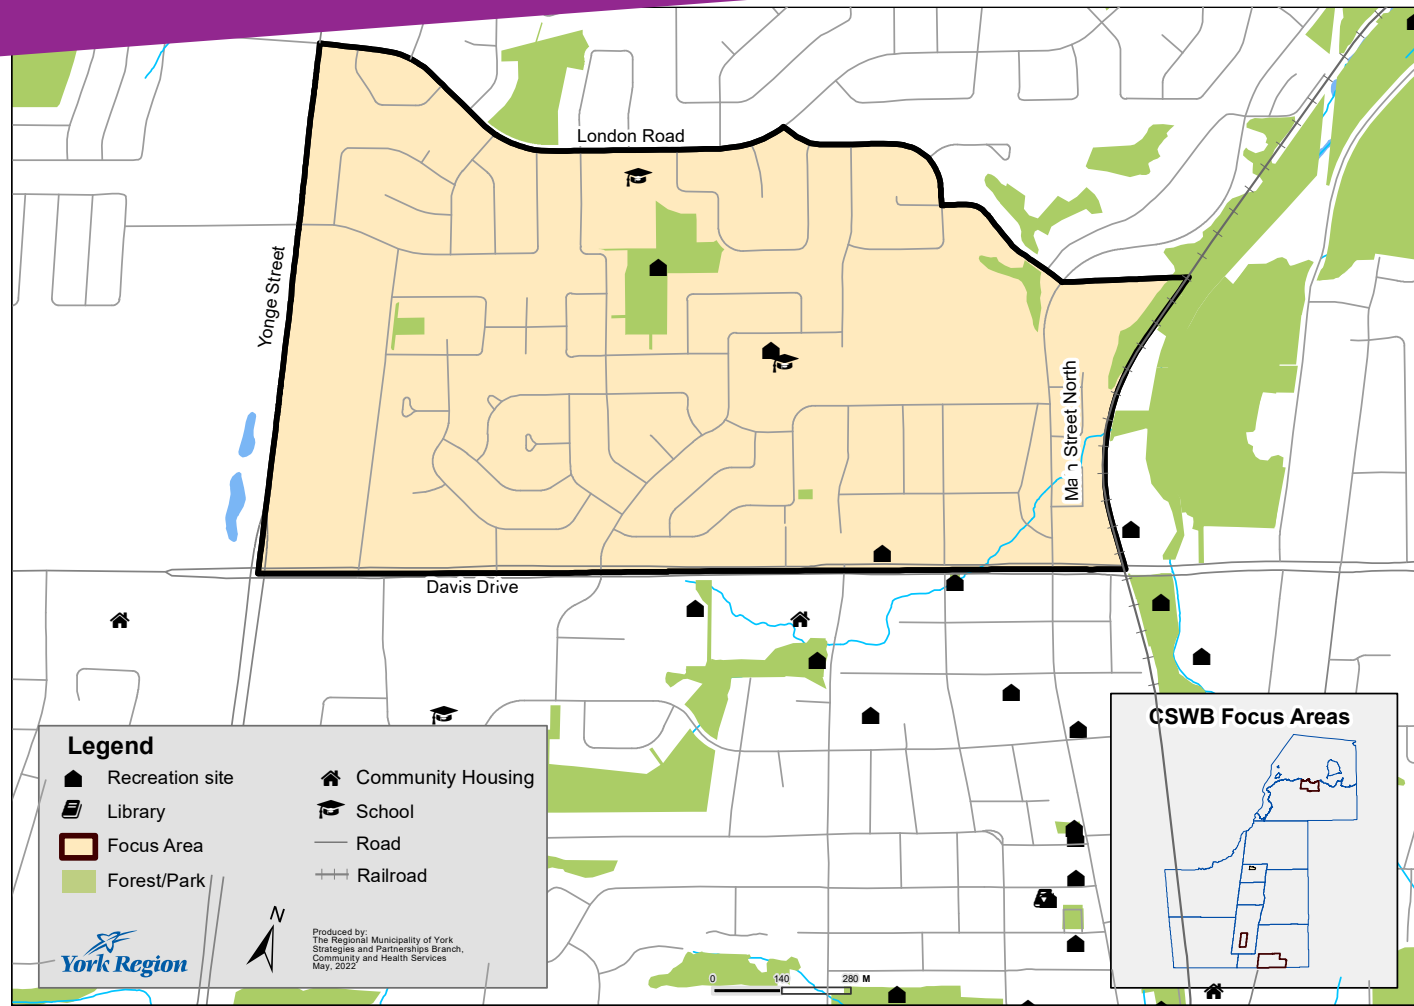 London Road
Yonge Street
Main Street North
Davis Drive
Legend
Recreation site
Library
Focus Area
Forest/Park
Community Housing
School
Road
Railroad
York Region
N
Produced by:
The Regional Municipality of York
Strategies and Partnerships Branch,
Community and Health Services
May, 2022
0 140 280 M
CSWB Focus Areas